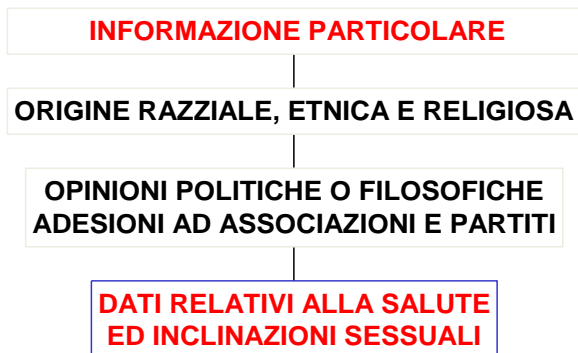 INFORMAZIONE PARTICOLARE
ORIGINE RAZZIALE, ETNICA E RELIGIOSA
OPINIONI POLITICHE O FILOSOFICHE
ADESIONI AD ASSOCIAZIONI E PARTITI
DATI RELATIVI ALLA SALUTE
ED INCLINAZIONI SESSUALI